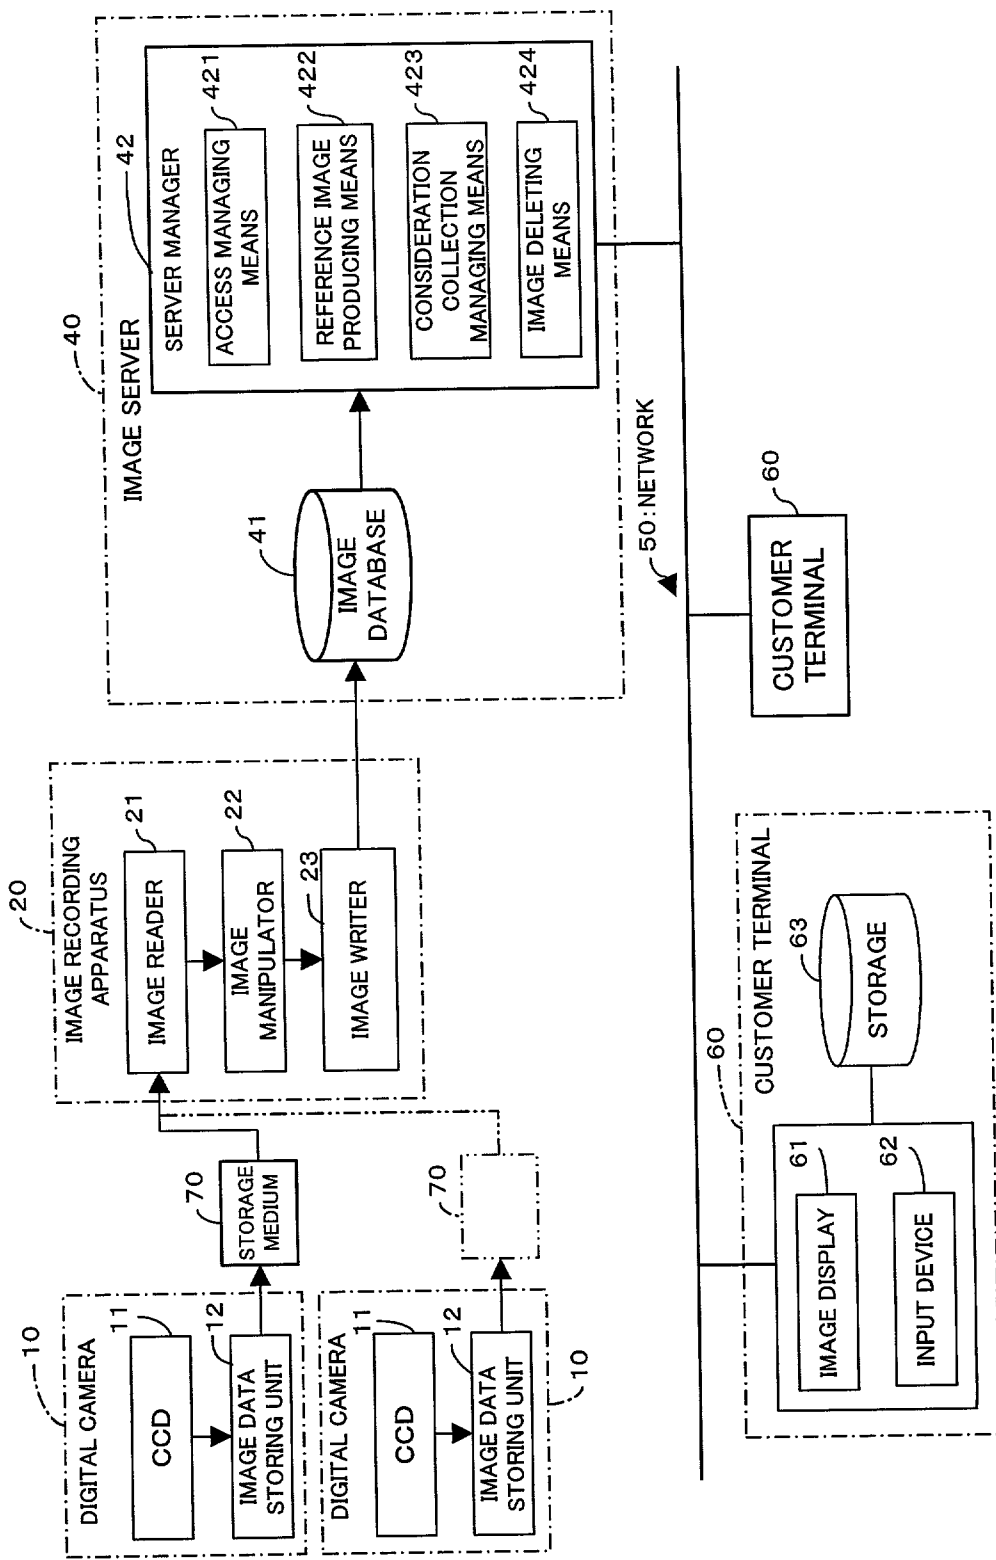 10
DIGITAL CAMERA
11
CCD
12
IMAGE DATA
STORING UNIT
DIGITAL CAMERA
11
CCD
12
IMAGE DATA
STORING UNIT
10
70
STORAGE
MEDIUM
70
20
IMAGE RECORDING
APPARATUS
21
IMAGE READER
22
IMAGE
MANIPULATOR
23
IMAGE WRITER
40
IMAGE SERVER
41
IMAGE
DATABASE
42
SERVER MANAGER
421
ACCESS MANAGING
MEANS
422
REFERENCE IMAGE
PRODUCING MEANS
423
CONSIDERATION
COLLECTION
MANAGING MEANS
424
IMAGE DELETING
MEANS
50:NETWORK
60
CUSTOMER TERMINAL
61
IMAGE DISPLAY
62
INPUT DEVICE
63
STORAGE
60
CUSTOMER
TERMINAL